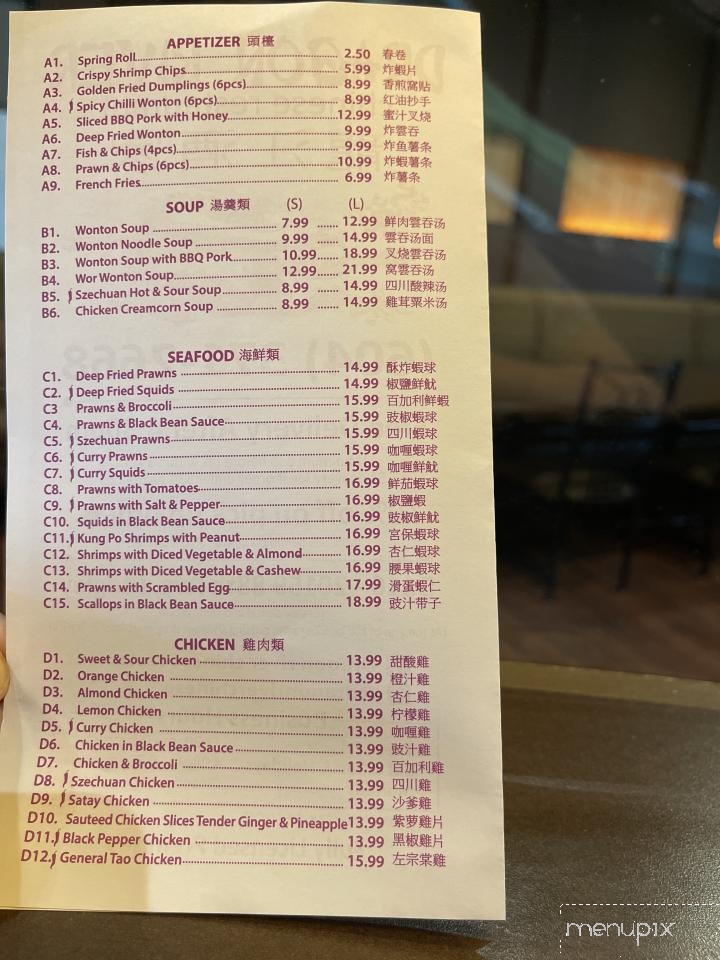 APPETIZER 頭檯
A1. Spring Roll 2.50 春卷
A2. Crispy Shrimp Chips 5.99 炸蝦片
A3. Golden Fried Dumplings (6pcs) 8.99 香煎窩貼
A4. Spicy Chilli Wonton (6pcs) 8.99 红油抄手
A5. Sliced BBQ Pork with Honey 12.99 蜜汁叉烧
A6. Deep Fried Wonton 9.99 炸雲吞
A7. Fish & Chips (4pcs) 9.99 炸鱼薯条
A8. Prawn & Chips (6pcs) 10.99 炸蝦薯条
A9. French Fries 6.99 炸薯条
SOUP 湯羹類 (S) (L)
B1. Wonton Soup 7.99 12.99 鲜肉雲吞汤
B2. Wonton Noodle Soup 9.99 14.99 雲吞汤面
B3. Wonton Soup with BBQ Pork 10.99 18.99 叉烧雲吞汤
B4. Wor Wonton Soup 12.99 21.99 窝雲吞汤
B5. Szechuan Hot & Sour Soup 8.99 14.99 四川酸辣汤
B6. Chicken Creamcorn Soup 8.99 14.99 雞茸粟米汤
SEAFOOD 海鮮類
C1. Deep Fried Prawns 14.99 酥炸蝦球
C2. Deep Fried Squids 14.99 椒鹽鮮魷
C3 Prawns & Broccoli 15.99 百加利鮮蝦
C4. Prawns & Black Bean Sauce 15.99 豉椒蝦球
C5. Szechuan Prawns 15.99 四川蝦球
C6. Curry Prawns 15.99 咖喱蝦球
C7. Curry Squids 15.99 咖喱鮮魷
C8. Prawns with Tomatoes 16.99 鮮茄蝦球
C9. Prawns with Salt & Pepper 16.99 椒鹽蝦
C10. Squids in Black Bean Sauce 16.99 豉椒鮮魷
C11. Kung Po Shrimps with Peanut 16.99 宮保蝦球
C12. Shrimps with Diced Vegetable & Almond 16.99 杏仁蝦球
C13. Shrimps with Diced Vegetable & Cashew 16.99 腰果蝦球
C14. Prawns with Scrambled Egg 17.99 滑蛋蝦仁
C15. Scallops in Black Bean Sauce 18.99 豉汁带子
CHICKEN 雞肉類
D1. Sweet & Sour Chicken 13.99 甜酸雞
D2. Orange Chicken 13.99 橙汁雞
D3. Almond Chicken 13.99 杏仁雞
D4. Lemon Chicken 13.99 柠檬雞
D5. Curry Chicken 13.99 咖喱雞
D6. Chicken in Black Bean Sauce 13.99 豉汁雞
D7. Chicken & Broccoli 13.99 百加利雞
D8. Szechuan Chicken 13.99 四川雞
D9. Satay Chicken 13.99 沙爹雞
D10. Sauteed Chicken Slices Tender Ginger & Pineapple 13.99 紫萝雞片
D11. Black Pepper Chicken 13.99 黑椒雞片
D12. General Tao Chicken 15.99 左宗棠雞
menupix